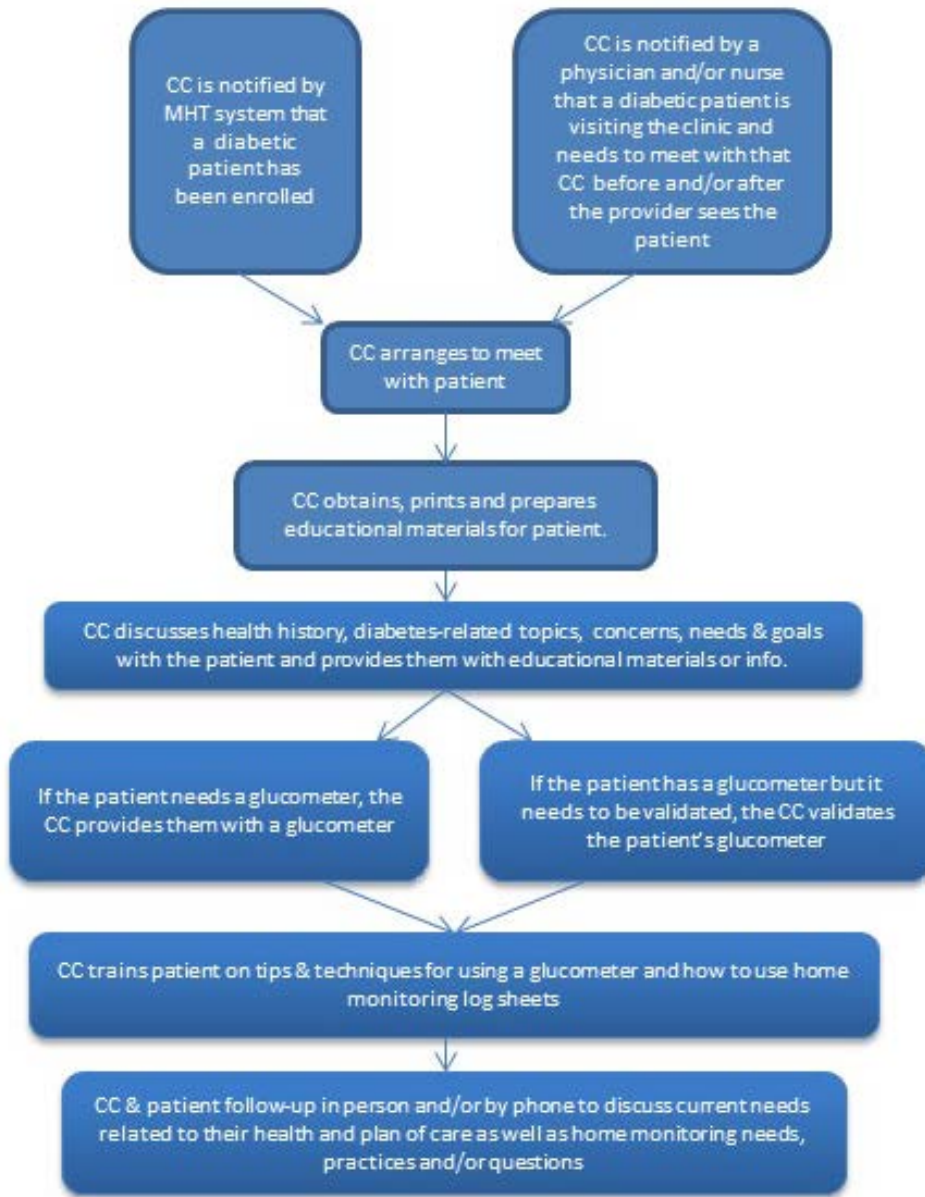 CC is notified by
MHT system that
a diabetic
patient has
been enrolled
CC is notified by a
physician and/or nurse
that a diabetic patient is
visiting the clinic and
needs to meet with that
CC before and/or after
the provider sees the
patient
CC arranges to meet
with patient
CC obtains, prints and prepares
educational materials for patient.
CC discusses health history, diabetes-related topics, concerns, needs & goals
with the patient and provides them with educational materials or info.
If the patient needs a glucometer, the
CC provides them with a glucometer
If the patient has a glucometer but it
needs to be validated, the CC validates
the patient's glucometer
CC trains patient on tips & techniques for using a glucometer and how to use home
monitoring log sheets
CC & patient follow-up in person and/or by phone to discuss current needs
related to their health and plan of care as well as home monitoring needs,
practices and/or questions